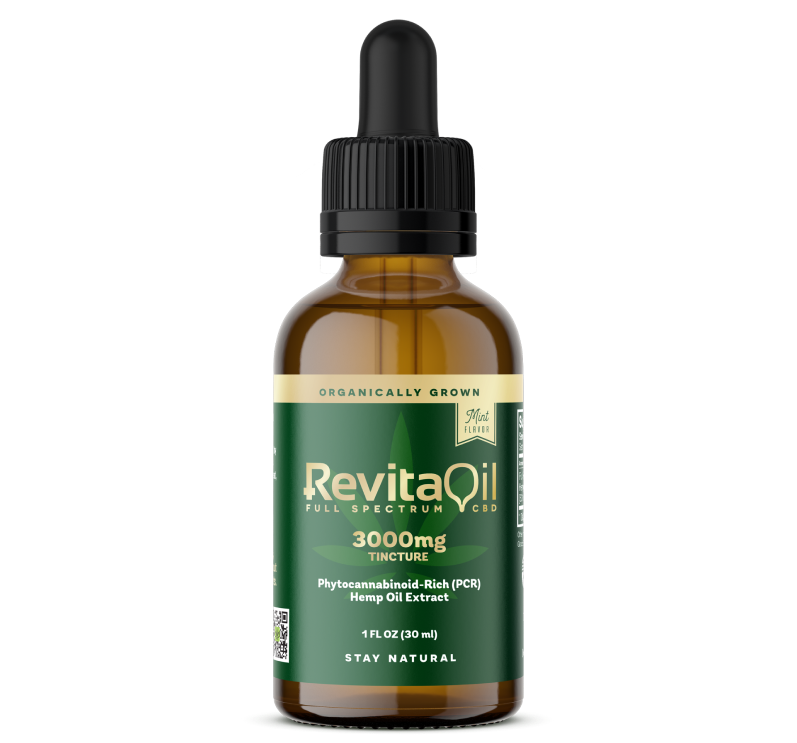 ORGANICALLY GROWN
Mint
FLAVOR
RevitaOil
FULL SPECTRUM CBD
3000mg
TINCTURE
Phytocannabinoid-Rich (PCR)
Hemp Oil Extract
1 FL OZ (30 ml)
STAY NATURAL